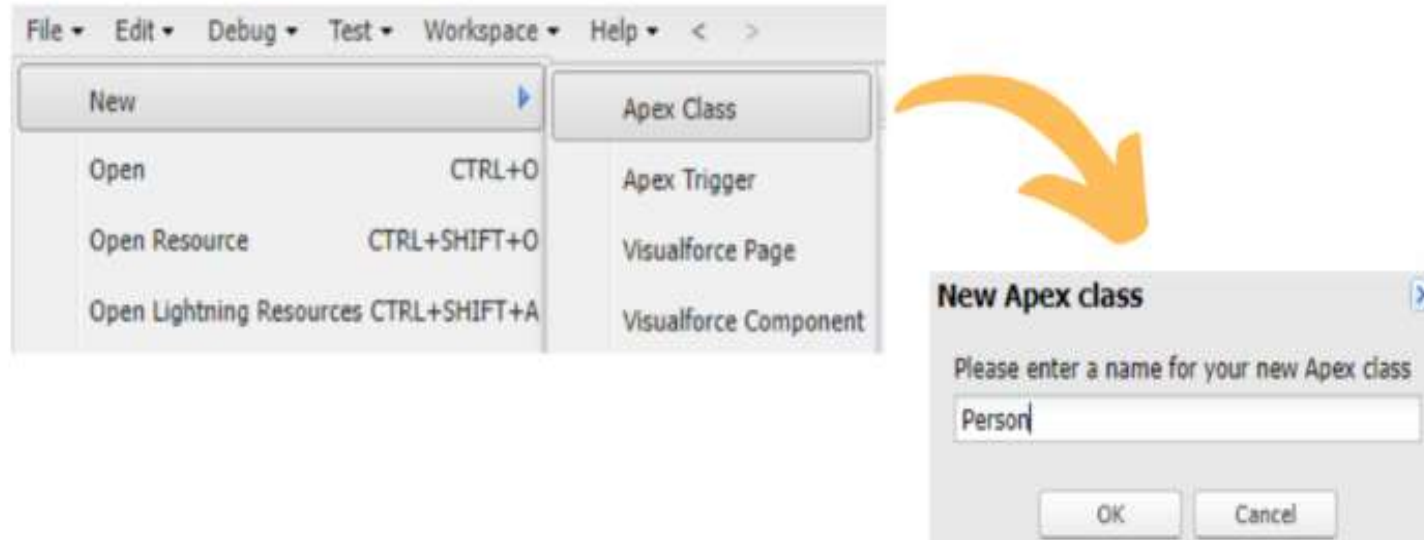 File Edit Debug Test Workspace Help < >
New
Open CTRL+O
Open Resource CTRL+SHIFT+O
Open Lightning Resources CTRL+SHIFT+A
Apex Class
Apex Trigger
Visualforce Page
Visualforce Component
New Apex class
Please enter a name for your new Apex class
Person
OK Cancel